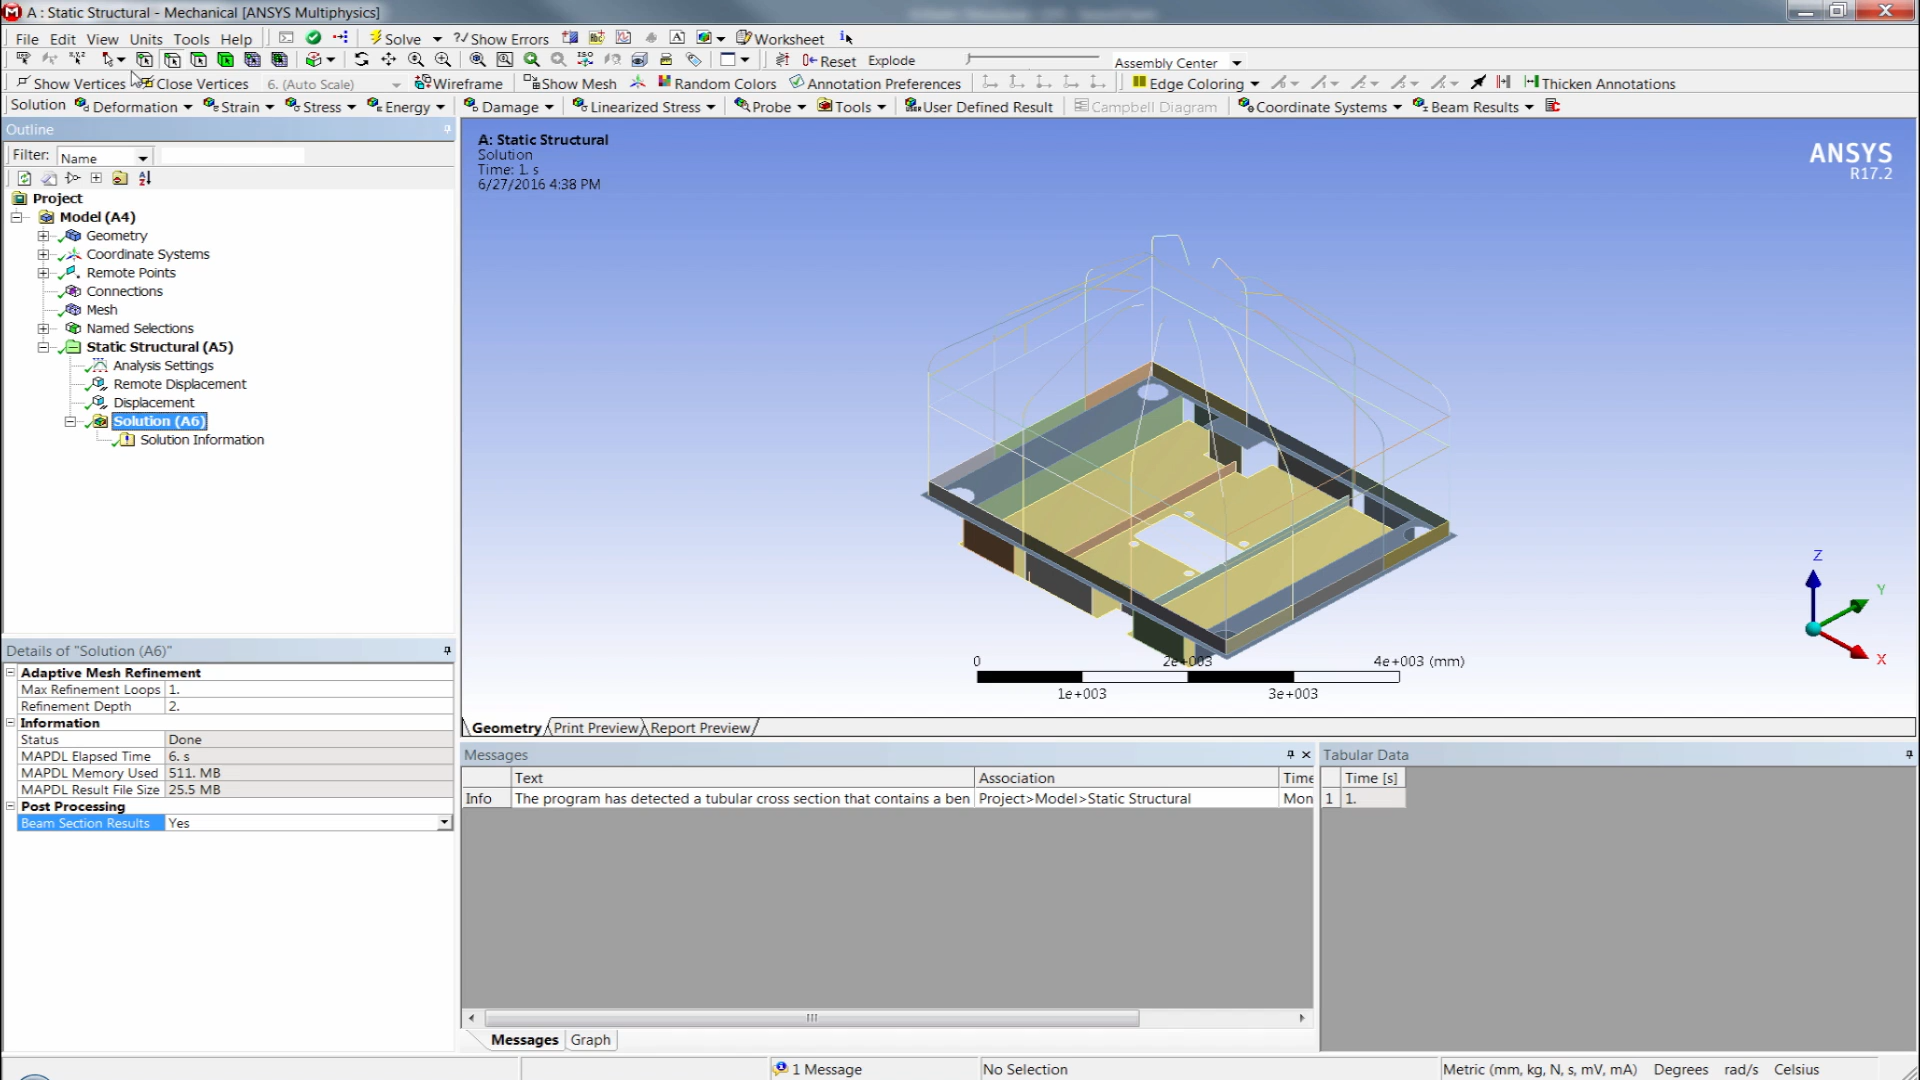 A : Static Structural - Mechanical [ANSYS Multiphysics]
File Edit View Units Tools Help Solve Show Errors Worksheet
Reset Explode Assembly Center
Show Vertices Close Vertices 6. (Auto Scale) Wireframe Show Mesh Random Colors Annotation Preferences Edge Coloring Thicken Annotations
Solution Deformation Strain Stress Energy Damage Linearized Stress Probe Tools User Defined Result Campbell Diagram Coordinate Systems Beam Results
Outline
Filter: Name
Project
Model (A4)
Geometry
Coordinate Systems
Remote Points
Connections
Mesh
Named Selections
Static Structural (A5)
Analysis Settings
Remote Displacement
Displacement
Solution (A6)
Solution Information
A: Static Structural
Solution
Time: 1. s
6/27/2016 4:38 PM
ANSYS
R17.2
Z
Y
X
0 2e+003 4e+003 (mm)
1e+003 3e+003
Geometry Print Preview Report Preview
Details of "Solution (A6)"
Adaptive Mesh Refinement
Max Refinement Loops 1.
Refinement Depth 2.
Information
Status Done
MAPDL Elapsed Time 6. s
MAPDL Memory Used 511. MB
MAPDL Result File Size 25.5 MB
Post Processing
Beam Section Results Yes
Messages
Text Association Time
Info The program has detected a tubular cross section that contains a ben Project>Model>Static Structural Mon
Messages Graph
Tabular Data
Time [s]
1 1.
1 Message No Selection Metric (mm, kg, N, s, mV, mA) Degrees rad/s Celsius